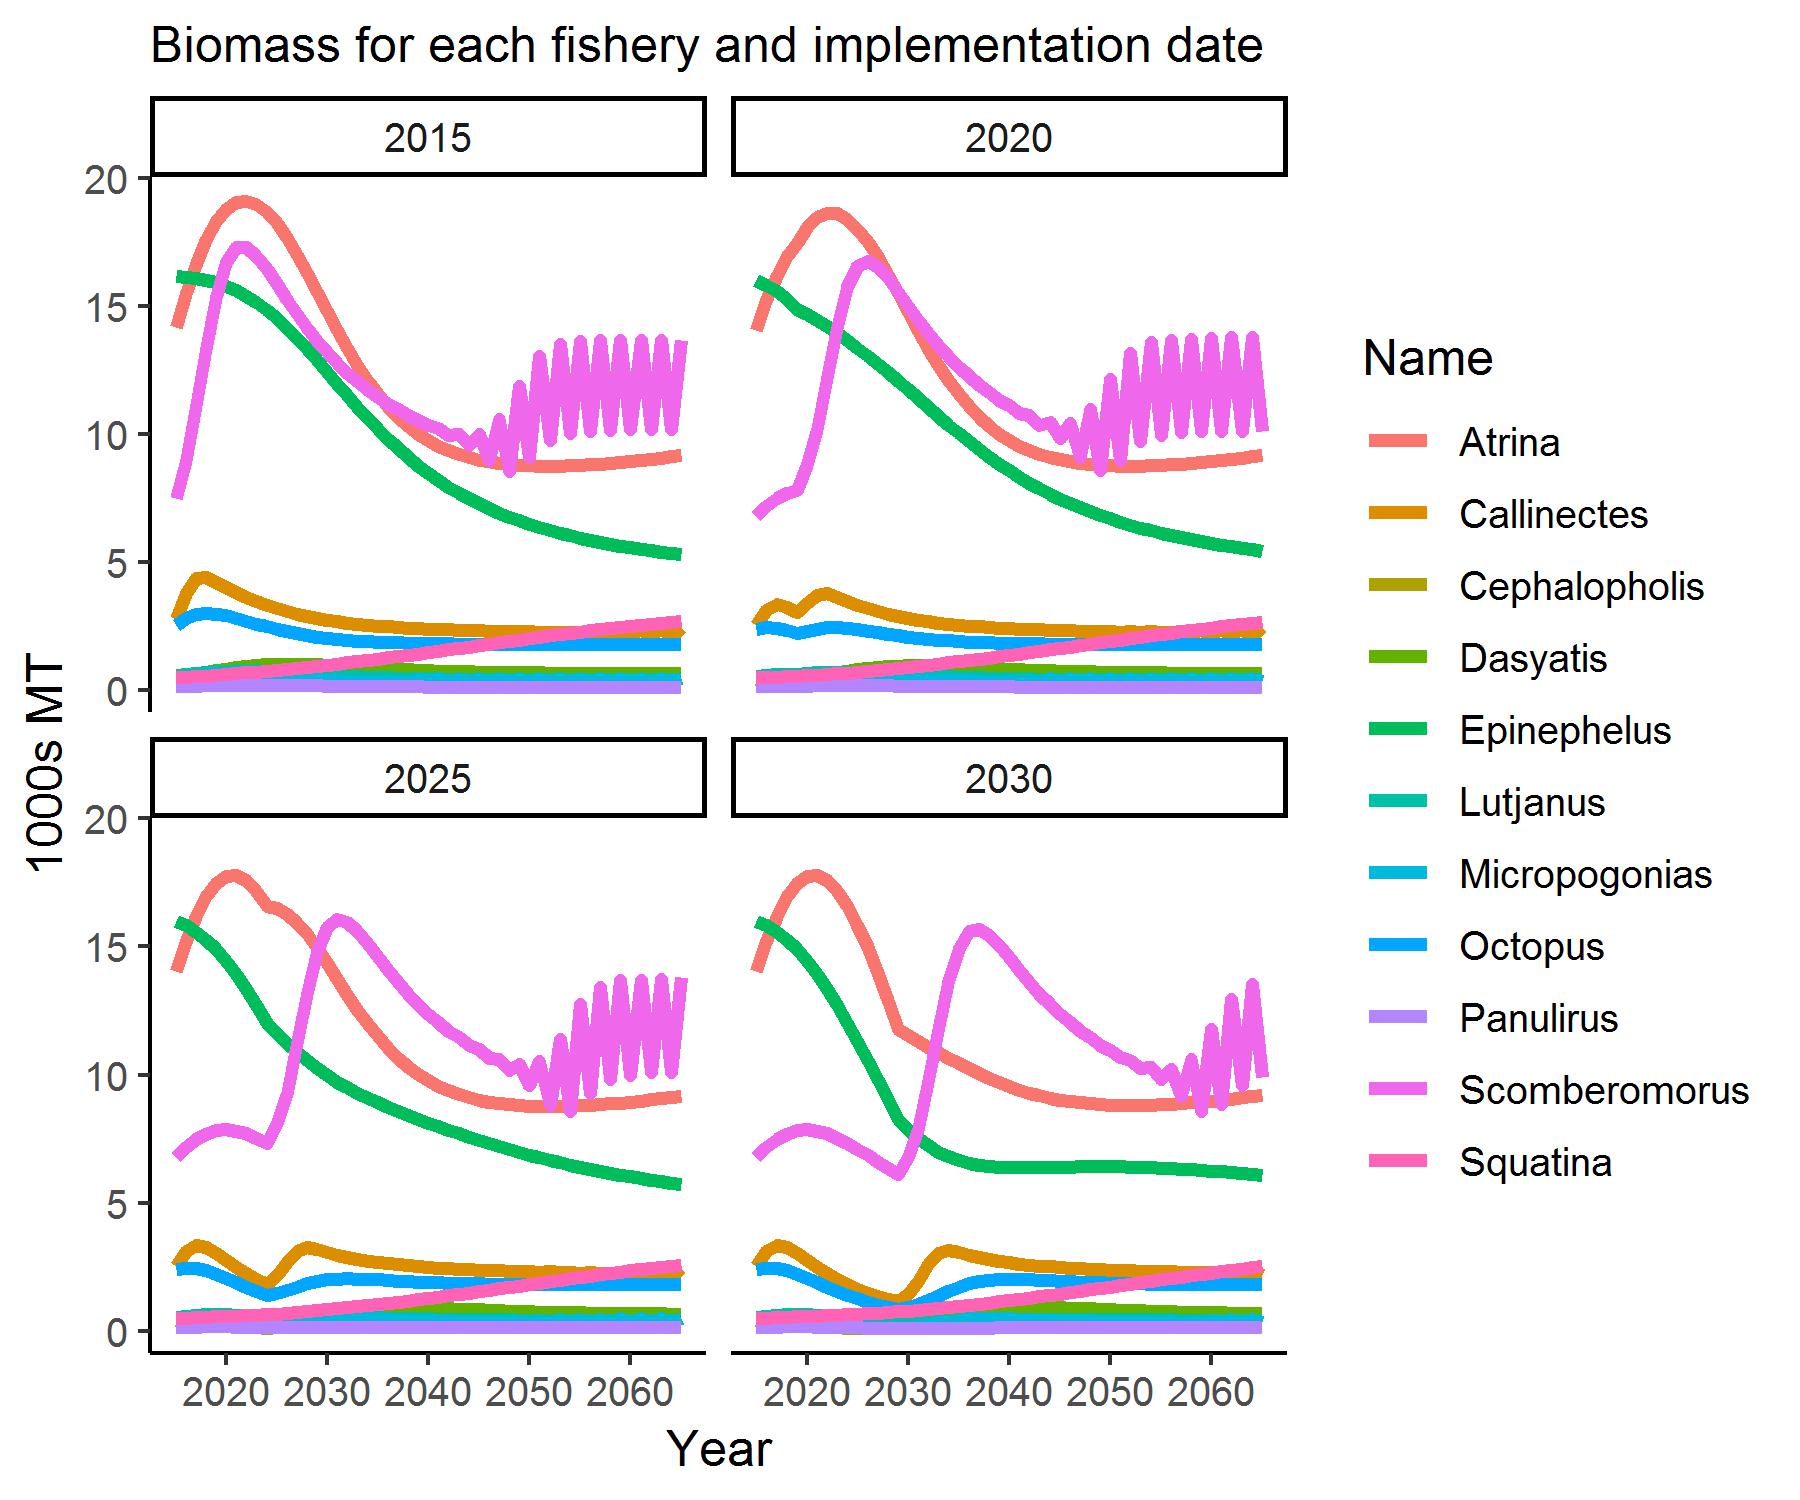 Biomass for each fishery and implementation date
2015
2020
20
15
10
5
0
2025
2030
20
15
10
5
0
2020 2030 2040 2050 2060
2020 2030 2040 2050 2060
Year
1000s MT
Name
Atrina
Callinectes
Cephalopholis
Dasyatis
Epinephelus
Lutjanus
Micropogonias
Octopus
Panulirus
Scomberomorus
Squatina